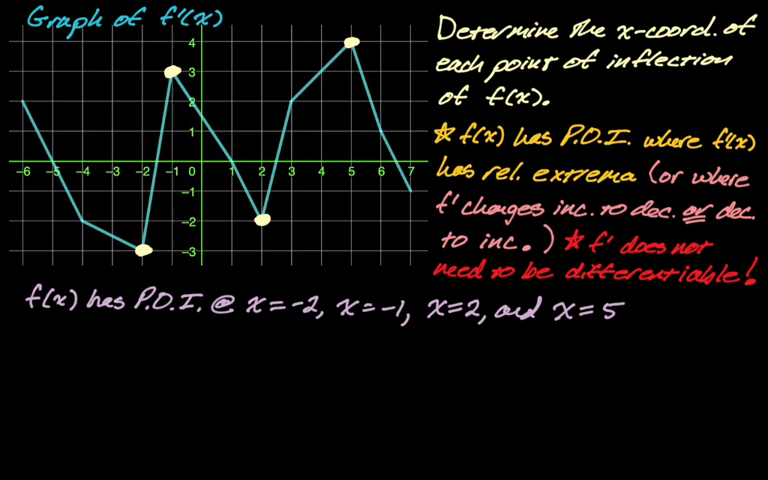 Graph of f'(x)
Determine the x-coord. of
each point of inflection
of f(x).
★ f(x) has P.O.I. where f'(x)
has rel. extrema (or where
f' changes inc. to dec. or dec.
to inc.) ★ f' does not
need to be differentiable!
4
3
2
1
-6 -5 -4 -3 -2 -1 0 1 2 3 4 5 6 7
-1
-2
-3
f(x) has P.O.I. @ x=-2, x=-1, x=2, and x=5